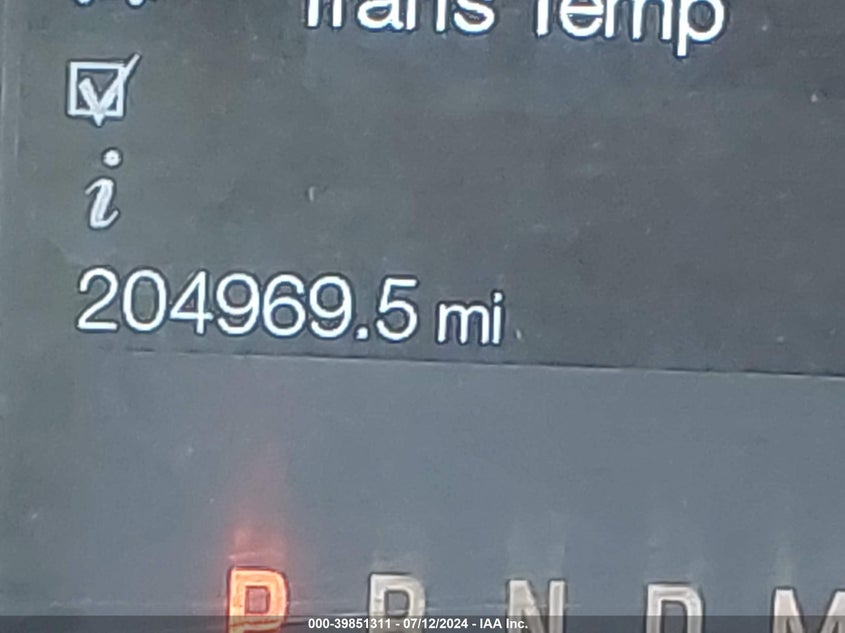 Trans Temp
i
204969.5 mi
P R N D M
000-39851311 - 07/12/2024 - IAA Inc.